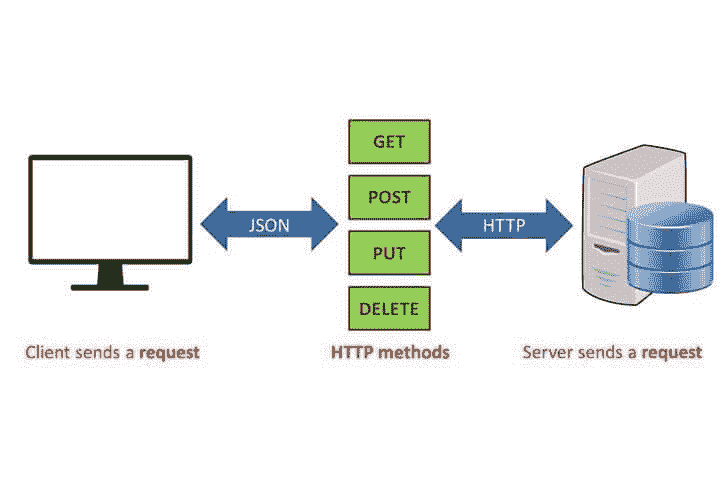 GET
POST
JSON
HTTP
PUT
DELETE
Client sends a request
HTTP methods
Server sends a request